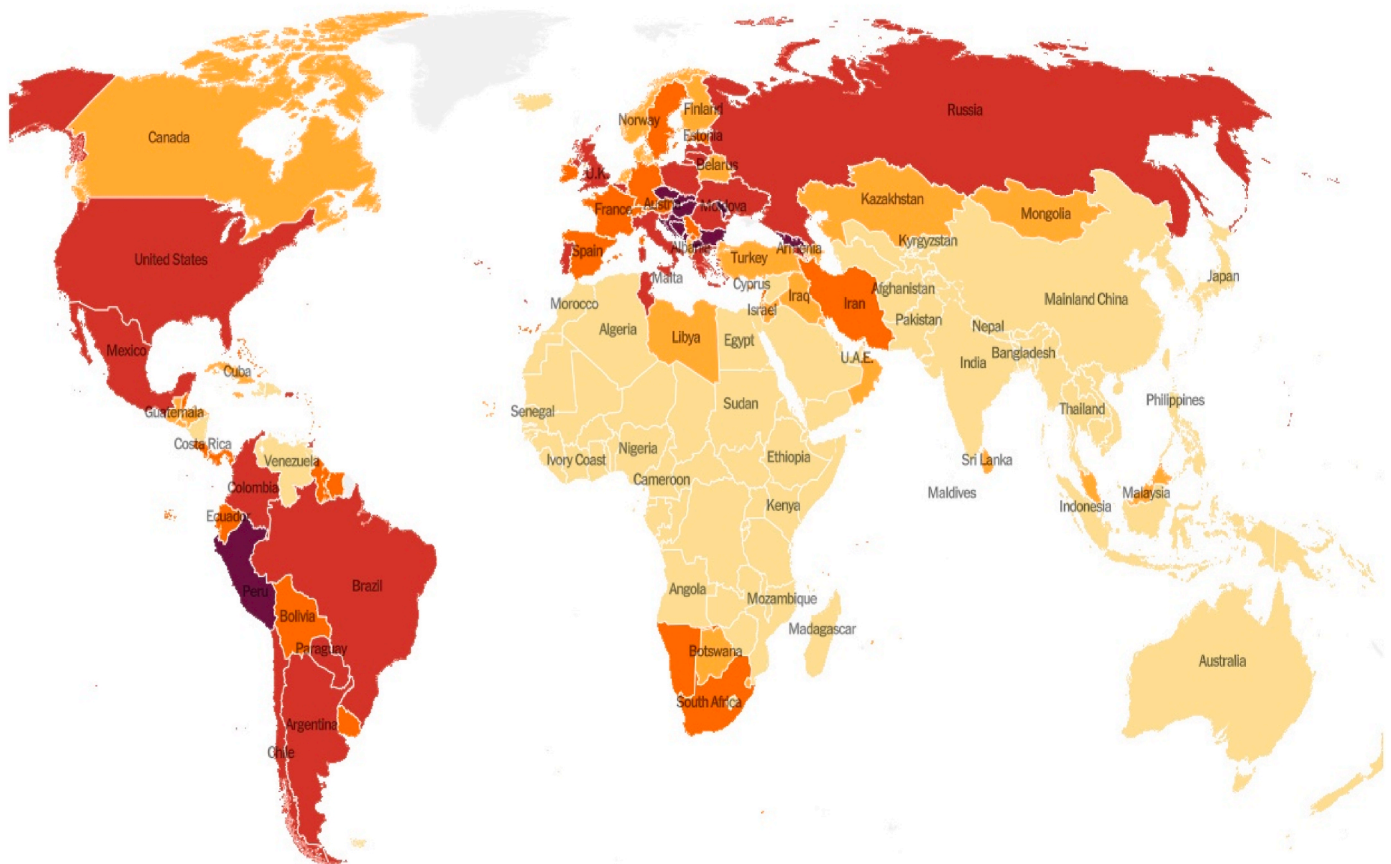 Russia
Canada
Norway
Finland
Estonia
U.K.
Belarus
France
Austria
Moldova
Kazakhstan
Mongolia
United States
Spain
Albania
Armenia
Turkey
Kyrgyzstan
Japan
Malta
Cyprus
Israel
Iraq
Iran
Afghanistan
Mainland China
Morocco
Algeria
Libya
Egypt
Pakistan
Nepal
Mexico
U.A.E.
India
Bangladesh
Cuba
Sudan
Thailand
Philippines
Guatemala
Senegal
Costa Rica
Nigeria
Ivory Coast
Ethiopia
Venezuela
Sri Lanka
Cameroon
Colombia
Maldives
Malaysia
Kenya
Indonesia
Ecuador
Brazil
Peru
Angola
Mozambique
Bolivia
Madagascar
Paraguay
Botswana
Australia
South Africa
Argentina
Chile